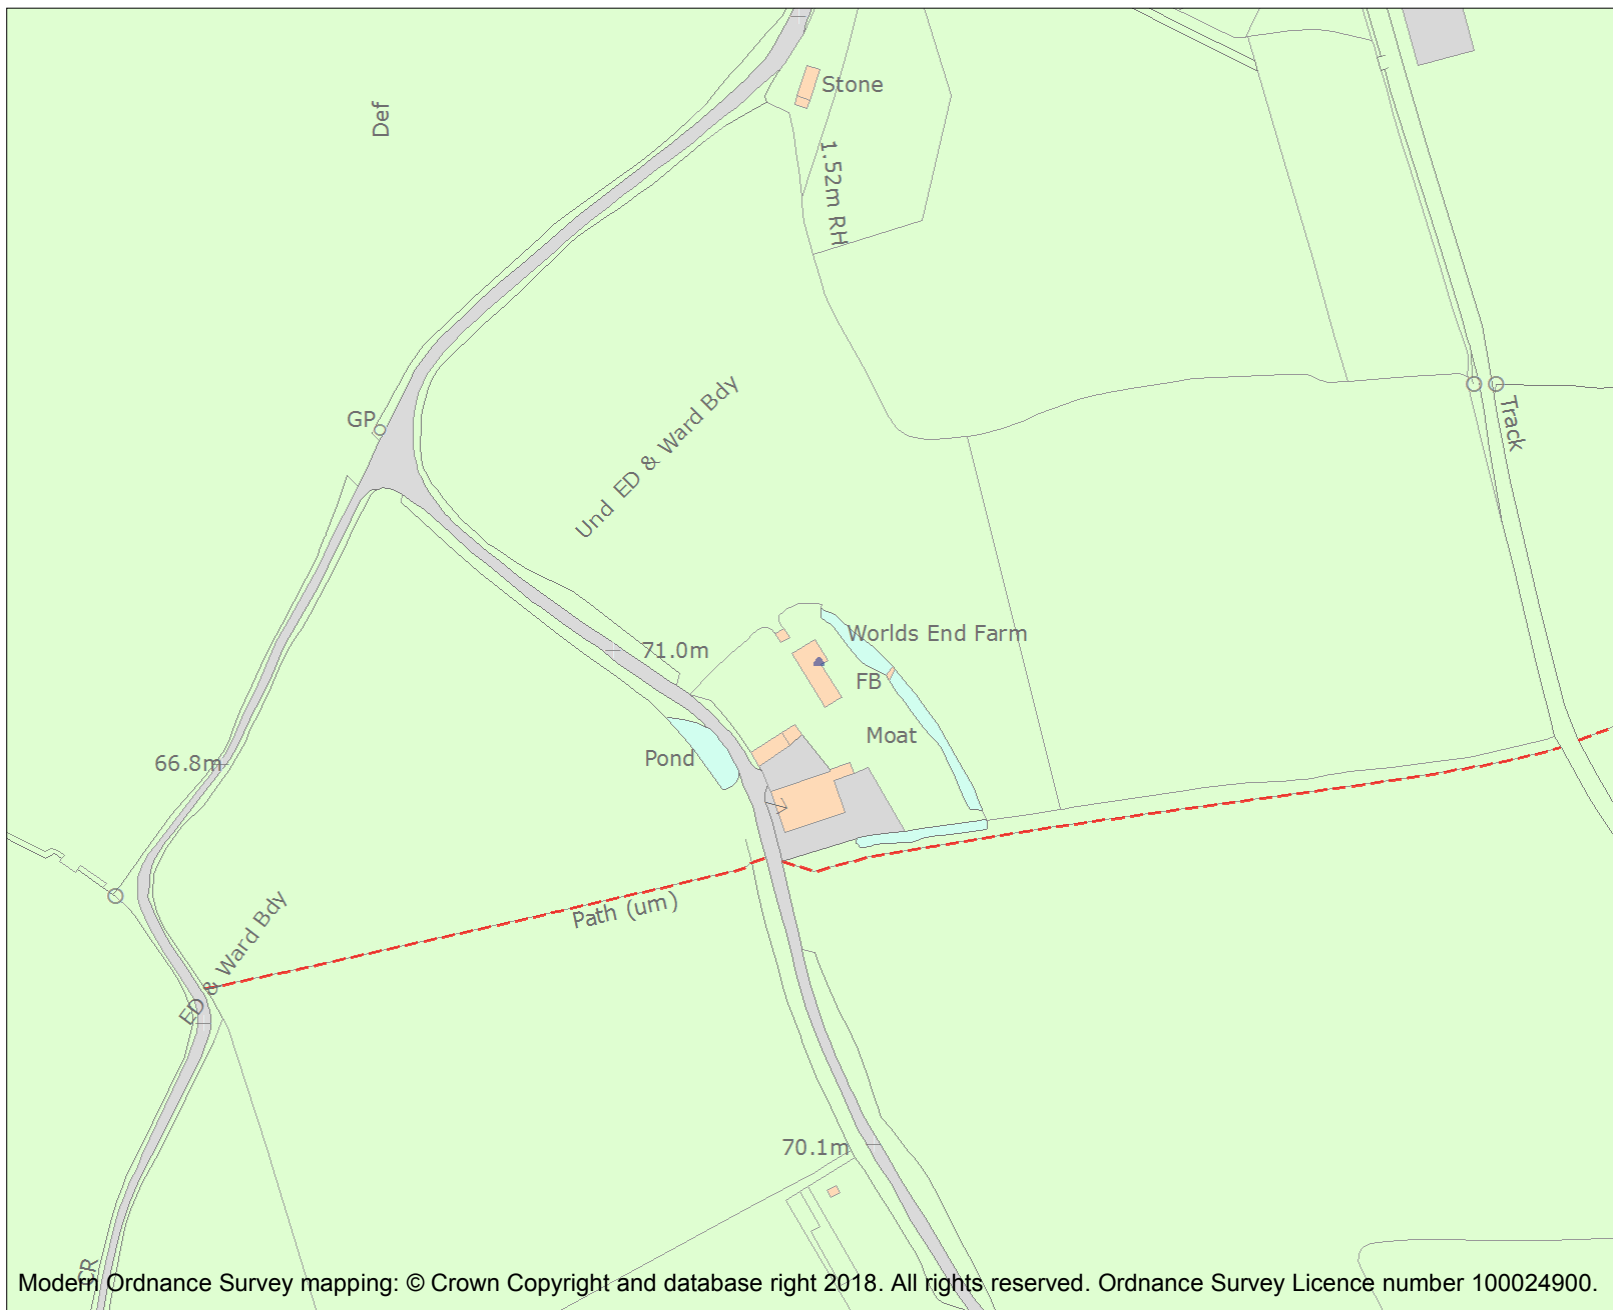 Stone
Def
1.52m RH
GP
Und ED & Ward Bdy
Track
Worlds End Farm
71.0m
FB
Moat
Pond
66.8m
Path (um)
ED & Ward Bdy
70.1m
CR
Modern Ordnance Survey mapping: © Crown Copyright and database right 2018. All rights reserved. Ordnance Survey Licence number 100024900.